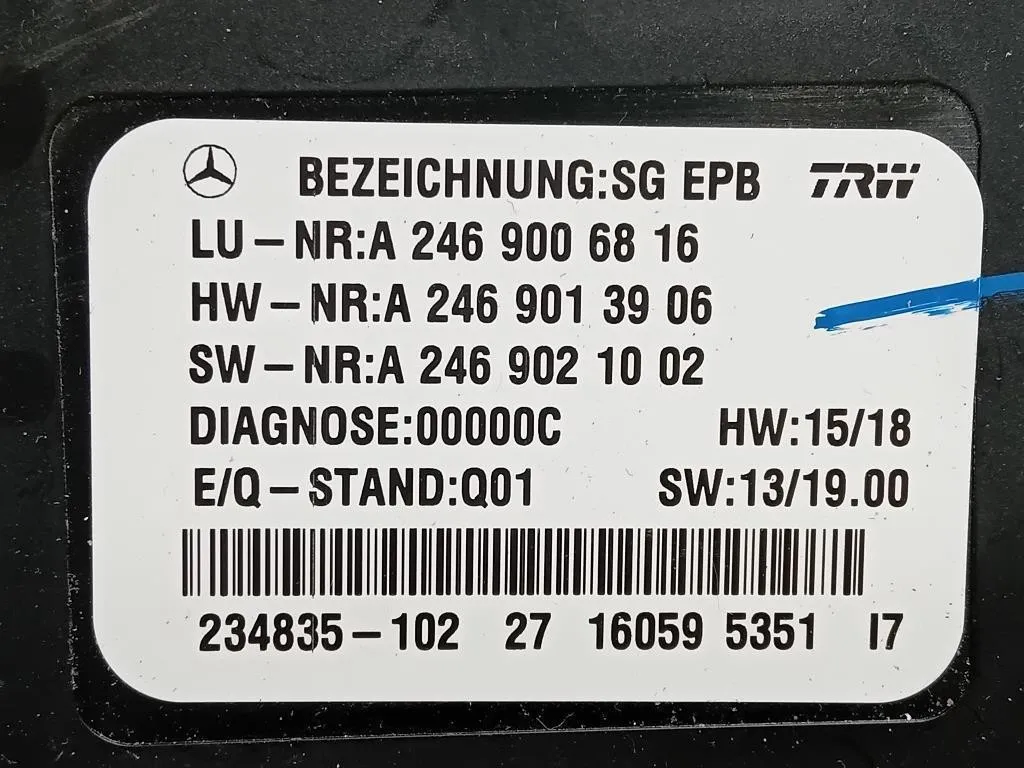 BEZEICHNUNG:SG EPB TRW
LU-NR:A 246 900 68 16
HW-NR:A 246 901 39 06
SW-NR:A 246 902 10 02
DIAGNOSE:00000C HW:15/18
E/Q-STAND:Q01 SW:13/19.00
234835-102 27 16059 5351 I7